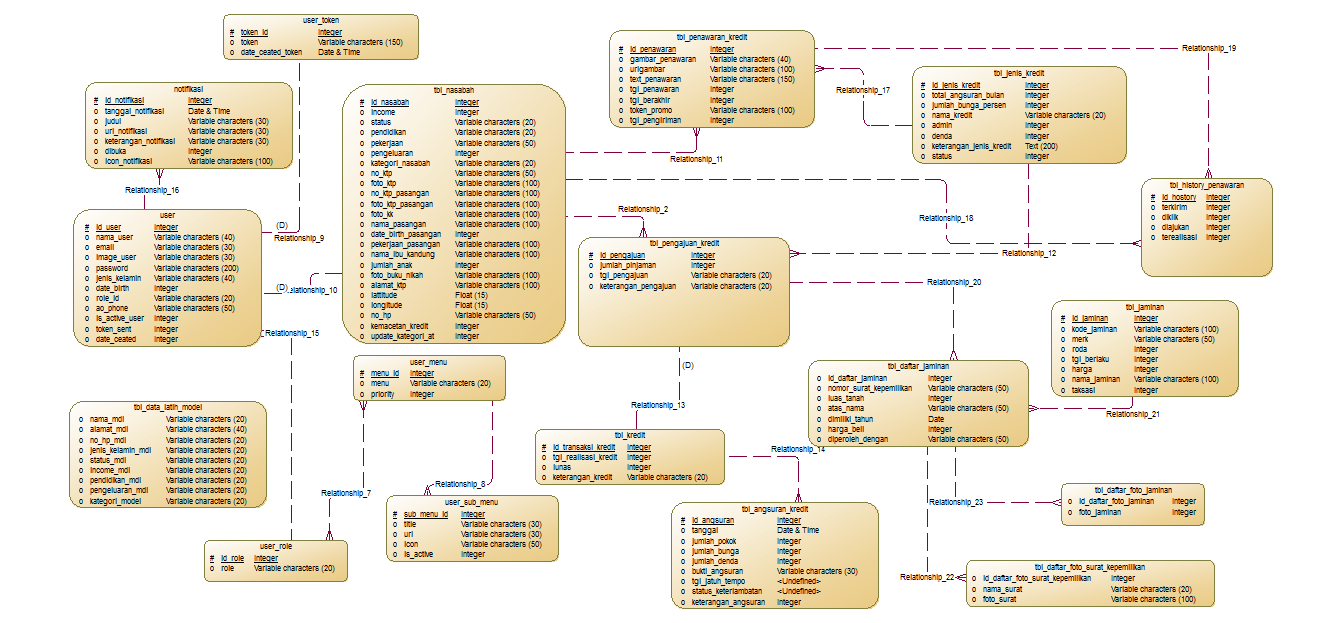 user_token
# token_id Integer
o token Variable characters (150)
o date_ceated_token Date & Time
notifikasi
# id_notifikasi Integer
o tanggal_notifikasi Date & Time
o judul Variable characters (30)
o url_notifikasi Variable characters (30)
o keterangan_notifikasi Variable characters (30)
o dibuka Integer
o icon_notifikasi Variable characters (100)
Relationship_16
user
# id_user Integer
o nama_user Variable characters (40)
o email Variable characters (30)
o image_user Variable characters (30)
o password Variable characters (200)
o jenis_kelamin Variable characters (40)
o date_birth Integer
o role_id Variable characters (20)
o ao_phone Variable characters (50)
o is_active_user Integer
o token_sent Integer
o date_ceated Integer
(D)
Relationship_9
(D)
elationship_10
Relationship_15
tbl_nasabah
# id_nasabah Integer
o income Integer
o status Variable characters (20)
o pendidikan Variable characters (20)
o pekerjaan Variable characters (50)
o pengeluaran Integer
o kategori_nasabah Variable characters (20)
o no_ktp Variable characters (50)
o foto_ktp Variable characters (100)
o no_ktp_pasangan Variable characters (100)
o foto_ktp_pasangan Variable characters (100)
o foto_kk Variable characters (100)
o nama_pasangan Variable characters (100)
o date_birth_pasangan Integer
o pekerjaan_pasangan Variable characters (100)
o nama_ibu_kandung Variable characters (100)
o jumlah_anak Integer
o foto_buku_nikah Variable characters (100)
o alamat_ktp Variable characters (100)
o lattitude Float (15)
o longitude Float (15)
o no_hp Variable characters (50)
o kemacetan_kredit Integer
o update_kategori_at Integer
tbl_penawaran_kredit
# id_penawaran Integer
o gambar_penawaran Variable characters (40)
o urlgambar Variable characters (100)
o text_penawaran Variable characters (150)
o tgl_penawaran Integer
o tgl_berakhir Integer
o token_promo Variable characters (100)
o tgl_pengiriman Integer
Relationship_19
Relationship_17
Relationship_11
tbl_jenis_kredit
# id_jenis_kredit Integer
o total_angsuran_bulan Integer
o jumlah_bunga_persen Integer
o nama_kredit Variable characters (20)
o admin Integer
o denda Integer
o keterangan_jenis_kredit Text (200)
o status Integer
tbl_history_penawaran
# id_hostory Integer
o terkirim Integer
o diklik Integer
o diajukan Integer
o terealisasi Integer
Relationship_2
Relationship_18
Relationship_12
tbl_pengajuan_kredit
# id_pengajuan Integer
o jumlah_pinjaman Integer
o tgl_pengajuan Variable characters (20)
o keterangan_pengajuan Variable characters (20)
Relationship_20
tbl_jaminan
# id_jaminan Integer
o kode_jaminan Variable characters (100)
o merk Variable characters (50)
o roda Integer
o tgl_berlaku Integer
o harga Integer
o nama_jaminan Variable characters (100)
o taksasi Integer
Relationship_21
tbl_daftar_jaminan
o id_daftar_jaminan Integer
o nomor_surat_kepemilikan Variable characters (50)
o luas_tanah Integer
o atas_nama Variable characters (50)
o dimiliki_tahun Date
o harga_beli Integer
o diperoleh_dengan Variable characters (50)
(D)
Relationship_13
user_menu
# menu_id Integer
o menu Variable characters (20)
o priority Integer
tbl_data_latih_model
o nama_mdl Variable characters (20)
o alamat_mdl Variable characters (40)
o no_hp_mdl Variable characters (20)
o jenis_kelamin_mdl Variable characters (20)
o status_mdl Variable characters (20)
o income_mdl Variable characters (20)
o pendidikan_mdl Variable characters (20)
o pengeluaran_mdl Variable characters (20)
o kategori_model Variable characters (20)
Relationship_7
Relationship_8
user_role
# id_role Integer
o role Variable characters (20)
user_sub_menu
# sub_menu_id Integer
o title Variable characters (30)
o url Variable characters (30)
o icon Variable characters (50)
o is_active Integer
tbl_kredit
# id_transaksi_kredit Integer
o tgl_realisasi_kredit Integer
o lunas Integer
o keterangan_kredit Variable characters (20)
Relationship_14
tbl_angsuran_kredit
# id_angsuran Integer
o tanggal Date & Time
o jumlah_pokok Integer
o jumlah_bunga Integer
o jumlah_denda Integer
o bukti_angsuran Variable characters (30)
o tgl_jatuh_tempo <Undefined>
o status_keterlambatan <Undefined>
o keterangan_angsuran Integer
Relationship_23
tbl_daftar_foto_jaminan
o id_daftar_foto_jaminan Integer
o foto_jaminan Integer
Relationship_22
tbl_daftar_foto_surat_kepemilikan
o id_daftar_foto_surat_kepemilikan Integer
o nama_surat Variable characters (20)
o foto_surat Variable characters (100)